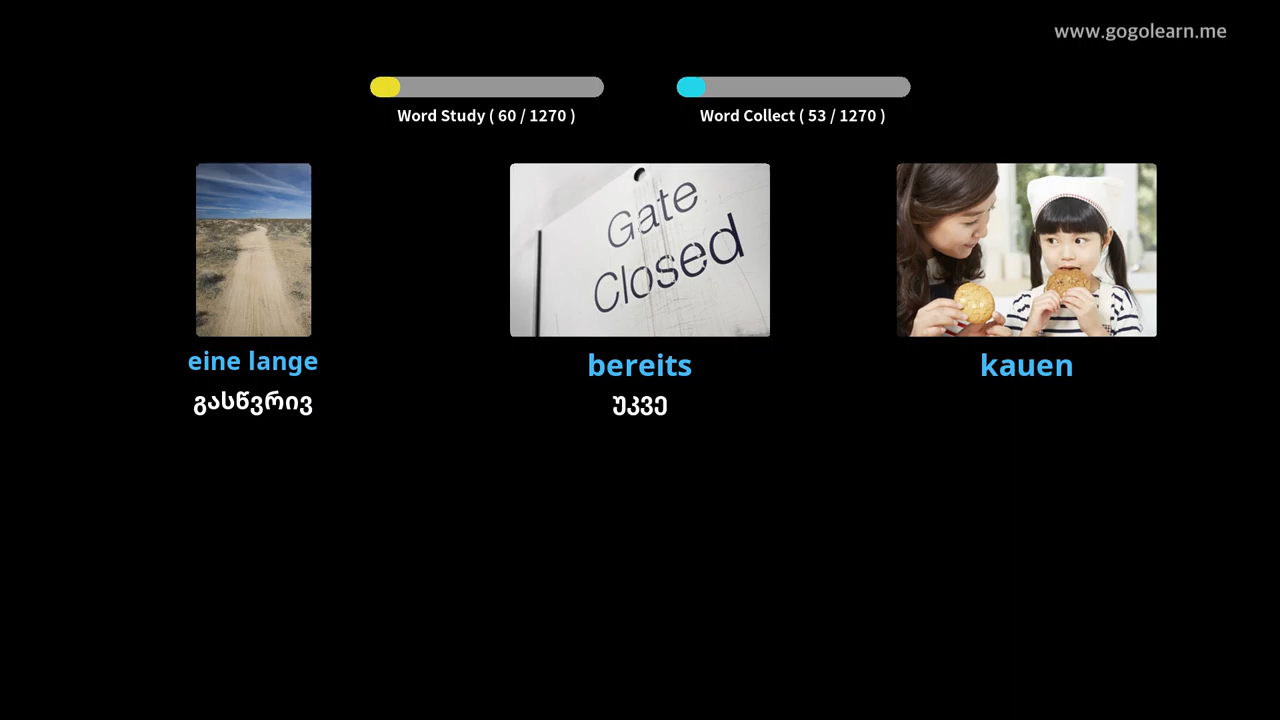 www.gogolearn.me
Word Study ( 60 / 1270 )
Word Collect ( 53 / 1270 )
Gate
Closed
eine lange
bereits
kauen
გასწვრივ
უკვე